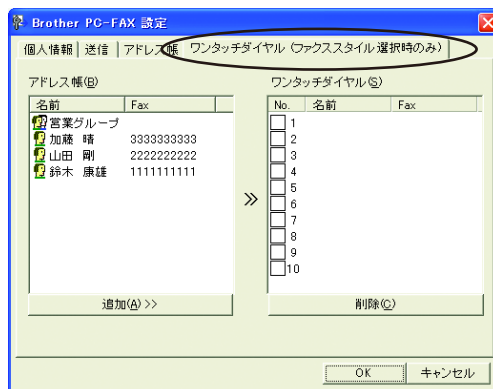 Brother PC-FAX 設定
個人情報 送信 アドレス帳 ワンタッチダイヤル (ファクススタイル選択時のみ)
アドレス帳(B)
名前 Fax
営業グループ
加藤 晴 3333333333
山田 剛 2222222222
鈴木 康雄 1111111111
追加(A) >>
»
ワンタッチダイヤル(S)
No. 名前 Fax
1
2
3
4
5
6
7
8
9
10
削除(C)
OK キャンセル